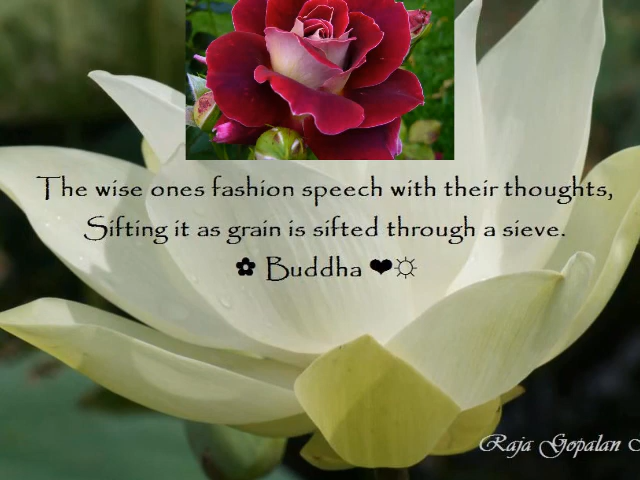 The wise ones fashion speech with their thoughts,
Sifting it as grain is sifted through a sieve.
✿ Buddha ❤☼
Raja Gopalan